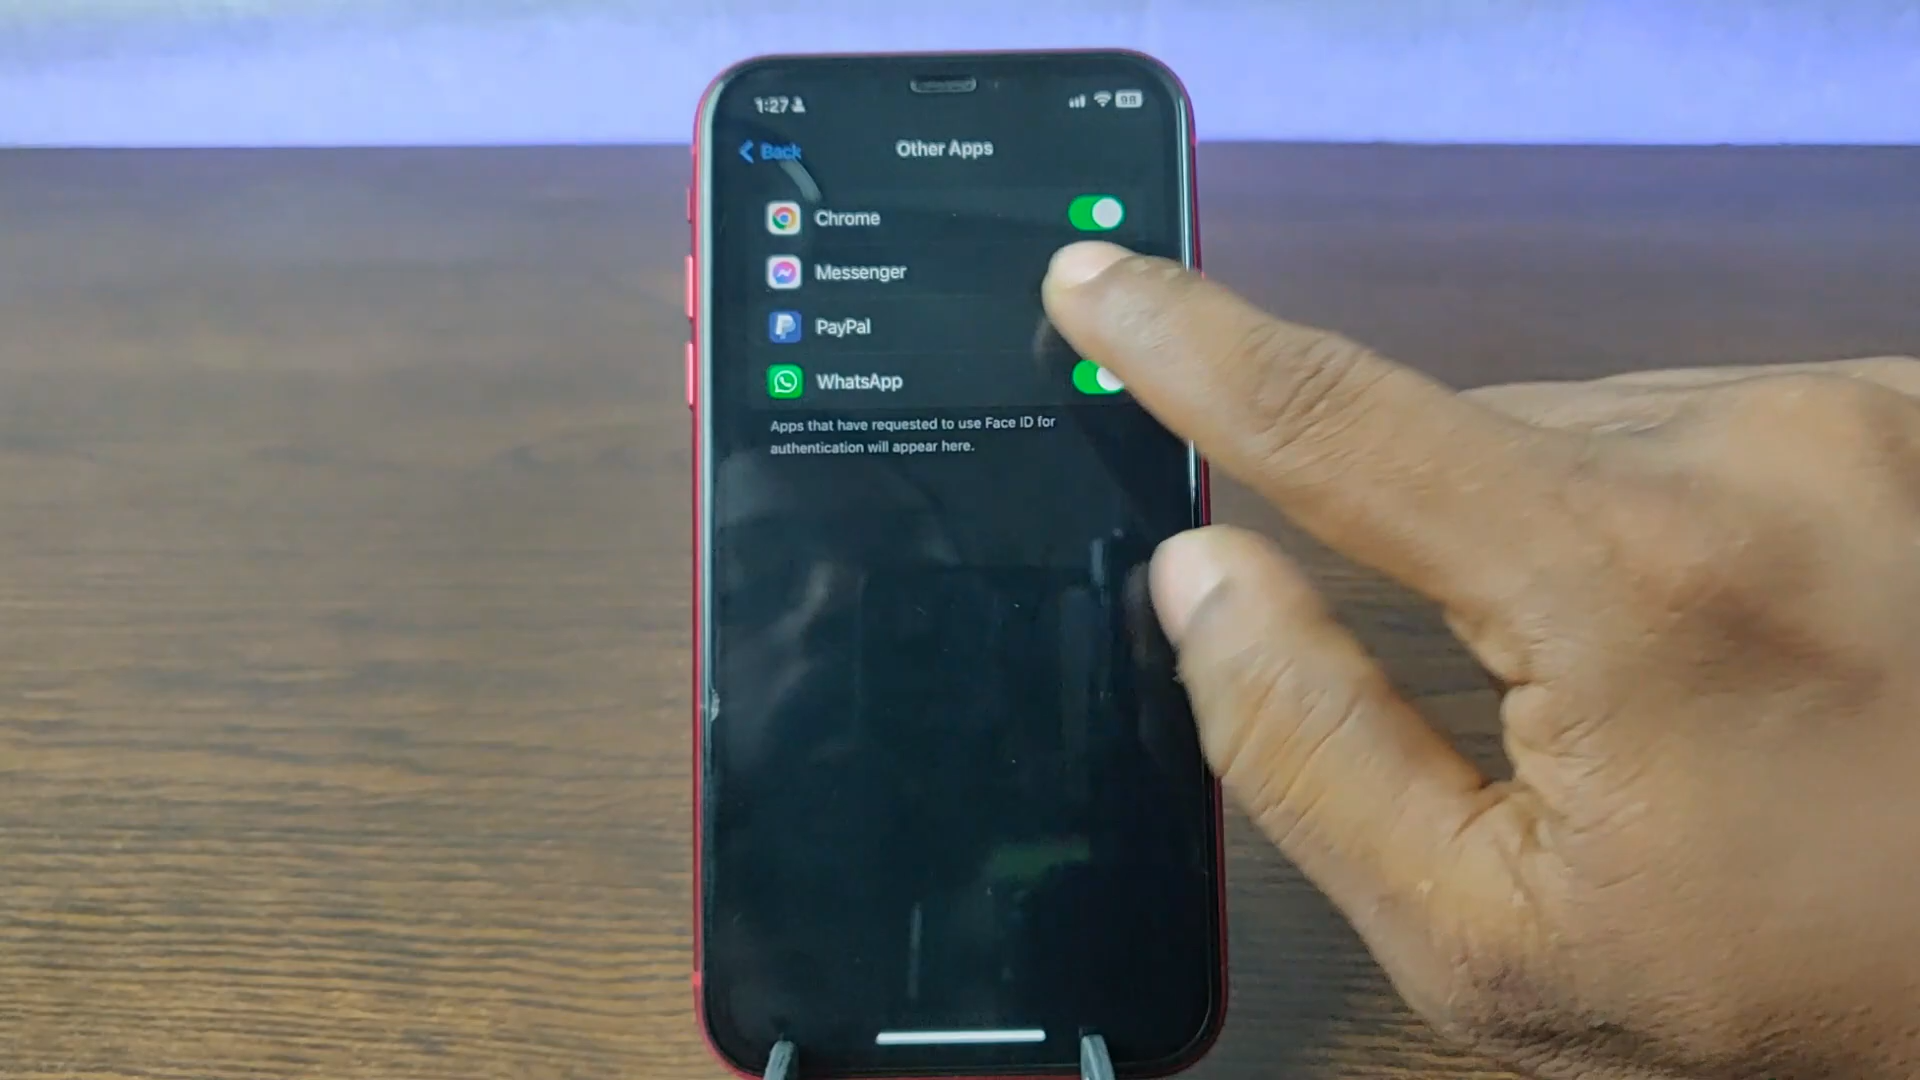 1:27
98
Back
Other Apps
Chrome
Messenger
PayPal
WhatsApp
Apps that have requested to use Face ID for
authentication will appear here.